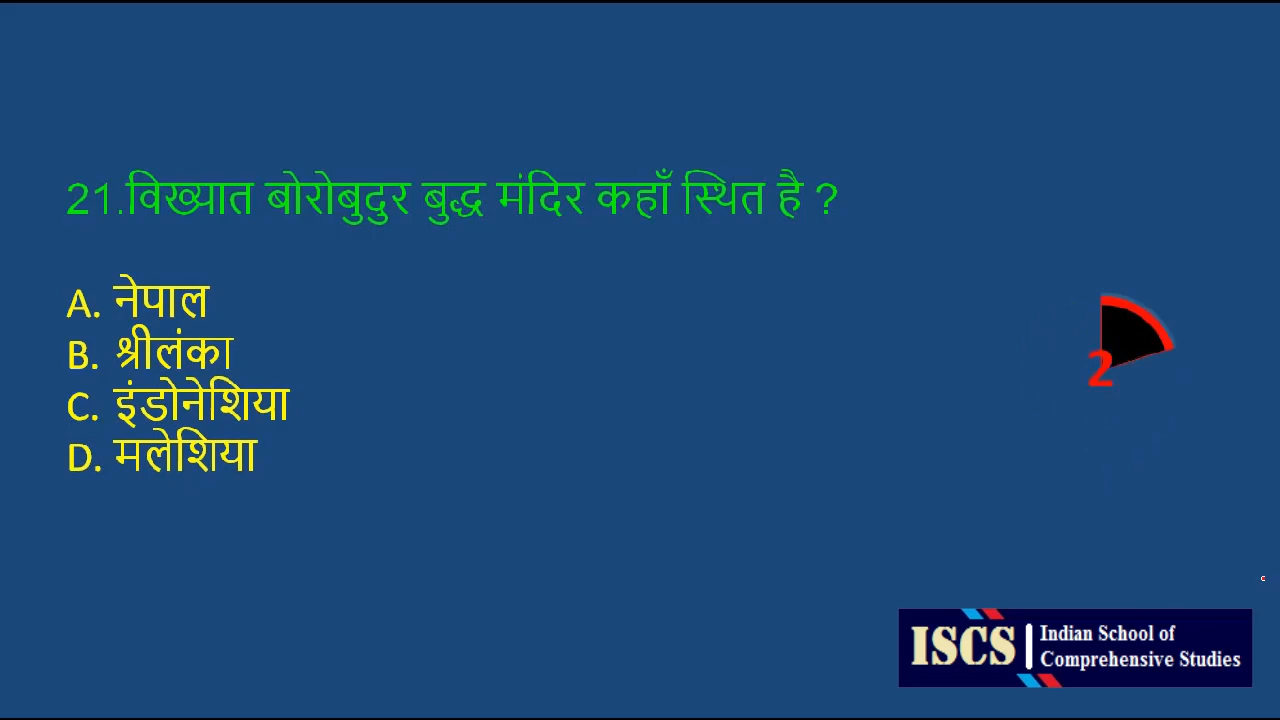 21.विख्यात बोरोबुदुर बुद्ध मंदिर कहाँ स्थित है ?
A. नेपाल
B. श्रीलंका
C. इंडोनेशिया
D. मलेशिया
2
c
ISCS
Indian School of
Comprehensive Studies